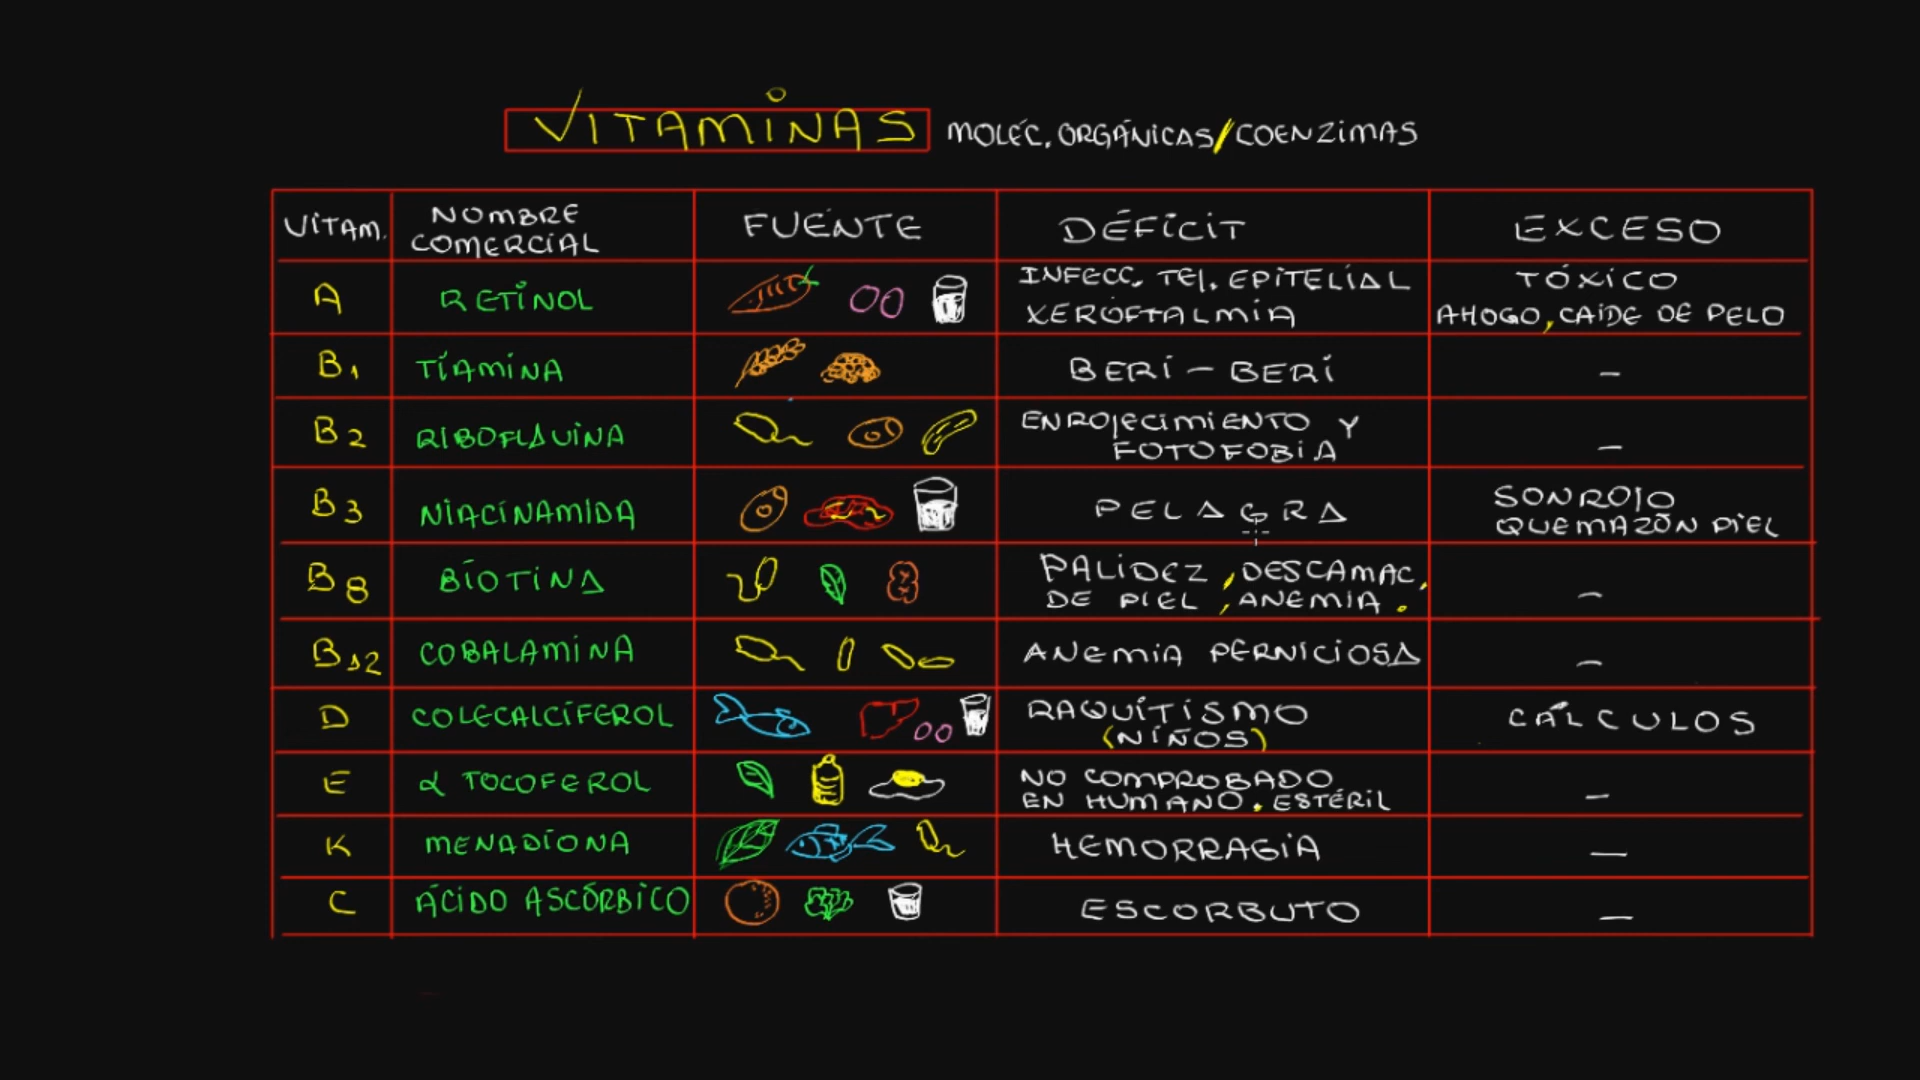 VITAMINAS MOLÉC. ORGÁNICAS/COENZIMAS
VITAM.
NOMBRE
COMERCIAL
FUENTE
DÉFICIT
EXCESO
A
RETINOL
INFECC. TEJ. EPITELIAL
XEROFTALMIA
TÓXICO
AHOGO, CAIDE DE PELO
B1
TIAMINA
BERI - BERI
-
B2
RIBOFLAVINA
ENROJECIMIENTO Y
FOTOFOBIA
-
B3
NIACINAMIDA
PELAGRA
SONROJO
QUEMAZÓN PIEL
B8
BIOTINA
PALIDEZ, DESCAMAC.
DE PIEL, ANEMIA.
-
B12
COBALAMINA
ANEMIA PERNICIOSA
-
D
COLECALCIFEROL
RAQUITISMO
(NIÑOS)
CÁLCULOS
E
α TOCOFEROL
NO COMPROBADO
EN HUMANO. ESTÉRIL
-
K
MENADIONA
HEMORRAGIA
-
C
ÁCIDO ASCÓRBICO
ESCORBUTO
-